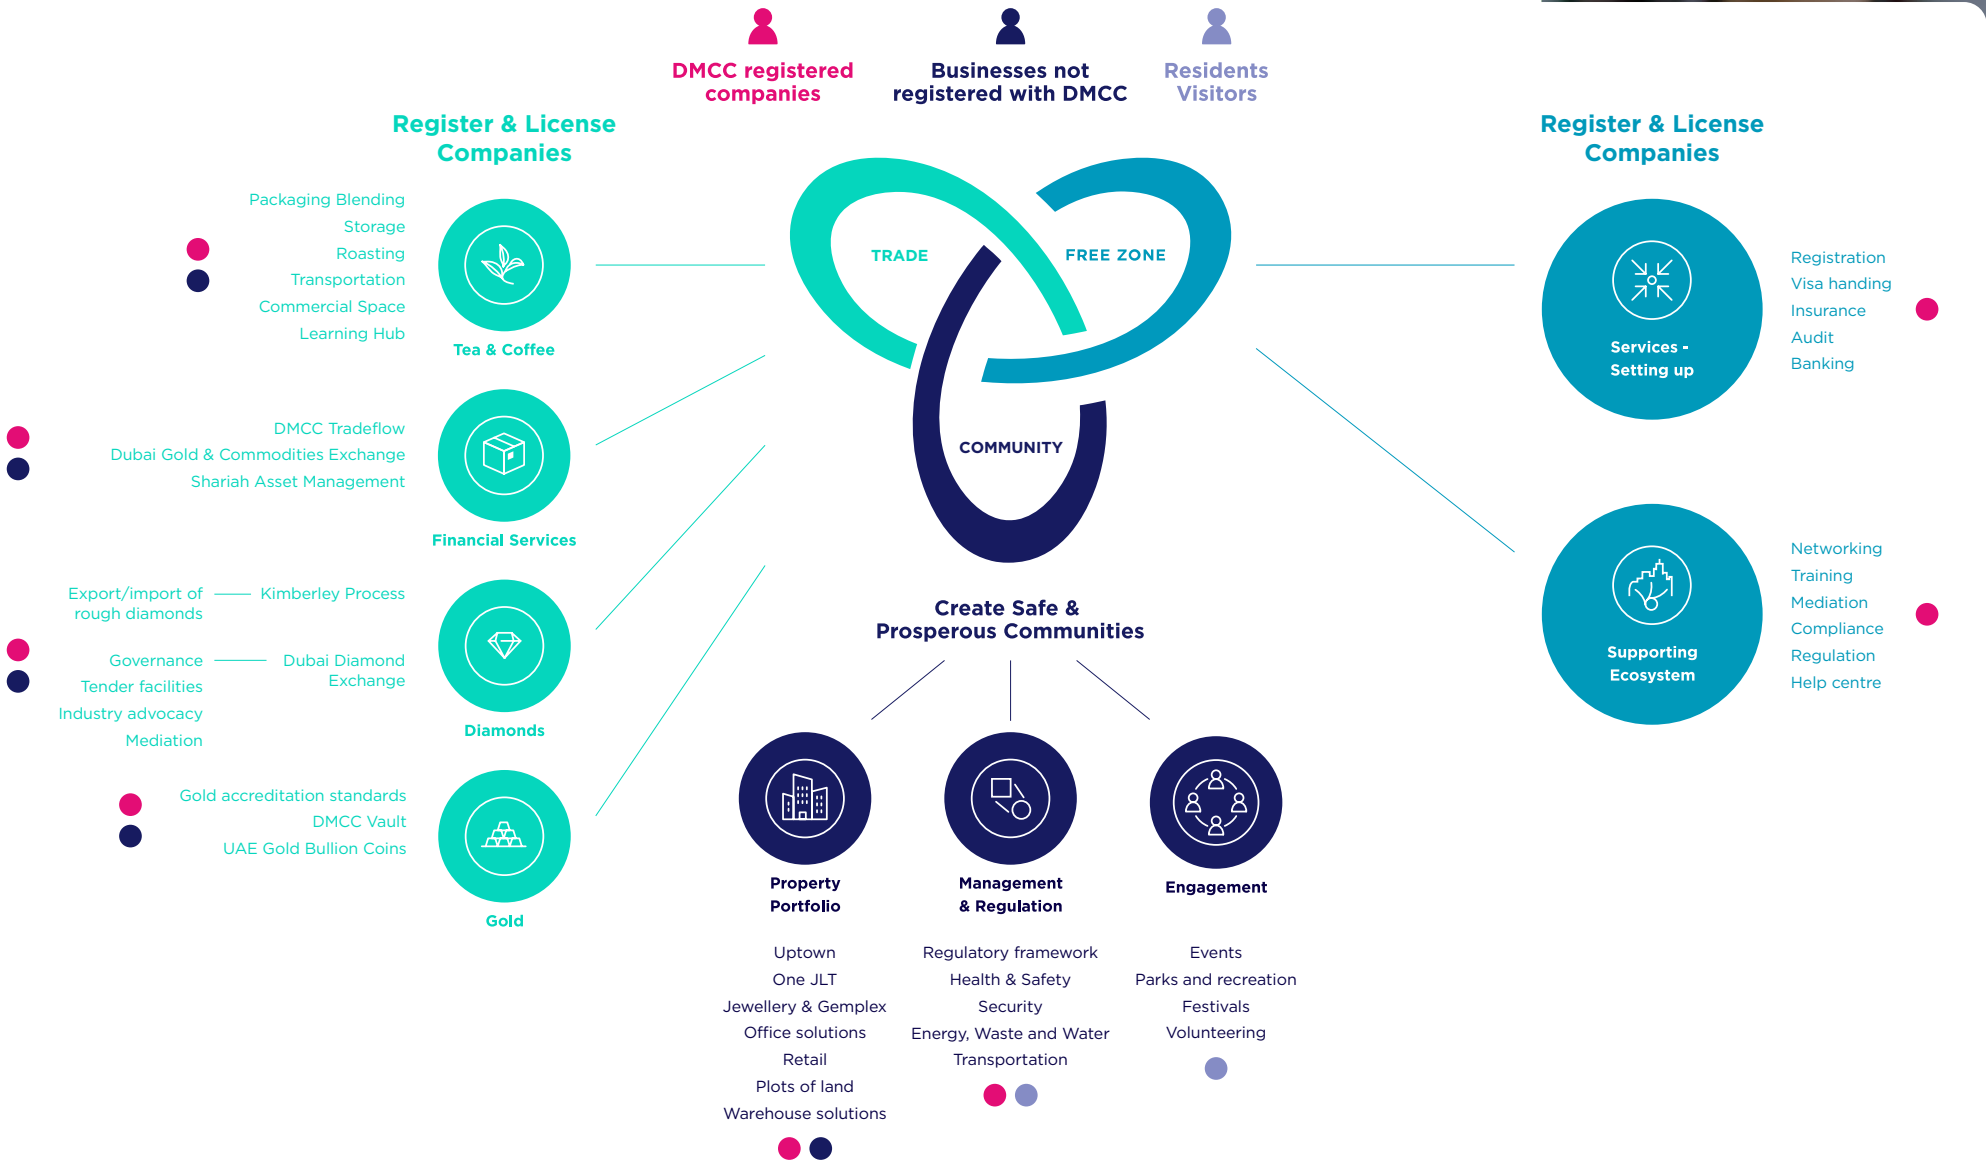 DMCC registered
companies
Businesses not
registered with DMCC
Residents
Visitors
Register & License
Companies
Packaging Blending
Storage
Roasting
Transportation
Commercial Space
Learning Hub
Tea & Coffee
DMCC Tradeflow
Dubai Gold & Commodities Exchange
Shariah Asset Management
Financial Services
Export/import of
rough diamonds
Kimberley Process
Governance
Tender facilities
Industry advocacy
Mediation
Dubai Diamond
Exchange
Diamonds
Gold accreditation standards
DMCC Vault
UAE Gold Bullion Coins
Gold
TRADE
FREE ZONE
COMMUNITY
Create Safe &
Prosperous Communities
Property
Portfolio
Uptown
One JLT
Jewellery & Gemplex
Office solutions
Retail
Plots of land
Warehouse solutions
Management
& Regulation
Regulatory framework
Health & Safety
Security
Energy, Waste and Water
Transportation
Engagement
Events
Parks and recreation
Festivals
Volunteering
Register & License
Companies
Services -
Setting up
Registration
Visa handing
Insurance
Audit
Banking
Supporting
Ecosystem
Networking
Training
Mediation
Compliance
Regulation
Help centre